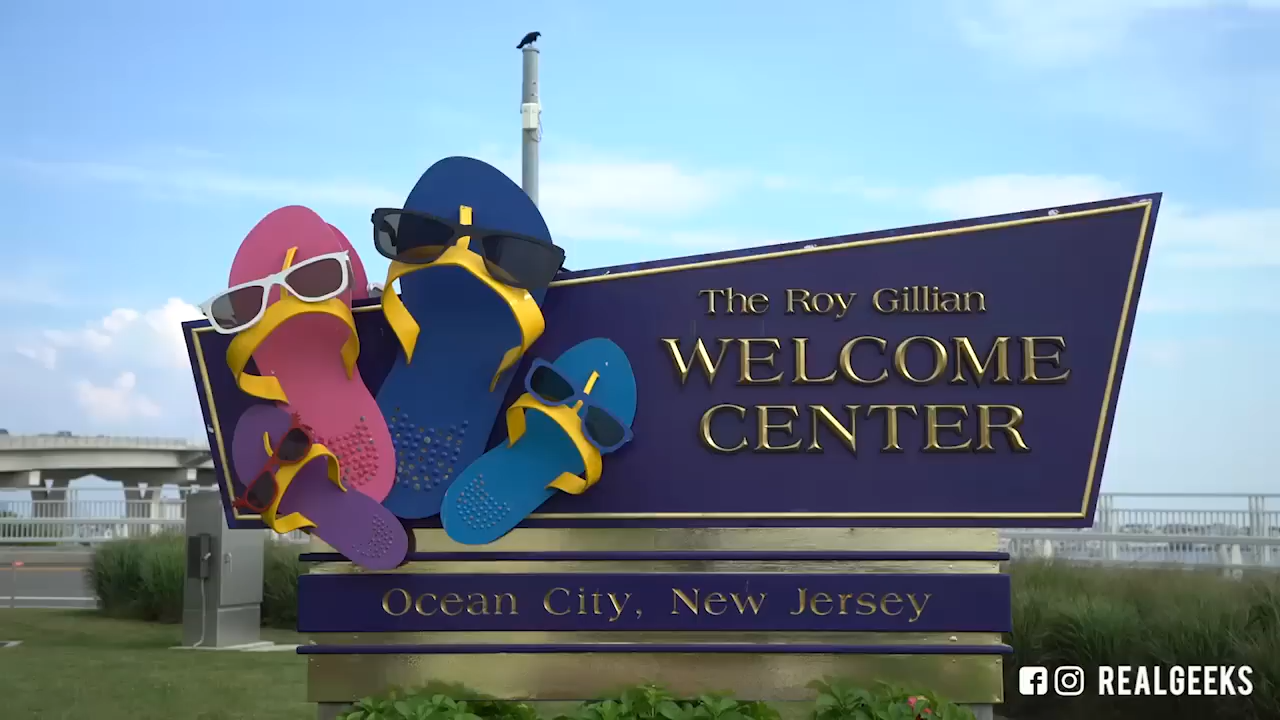 The Roy Gillian
WELCOME
CENTER
Ocean City, New Jersey
REALGEEKS